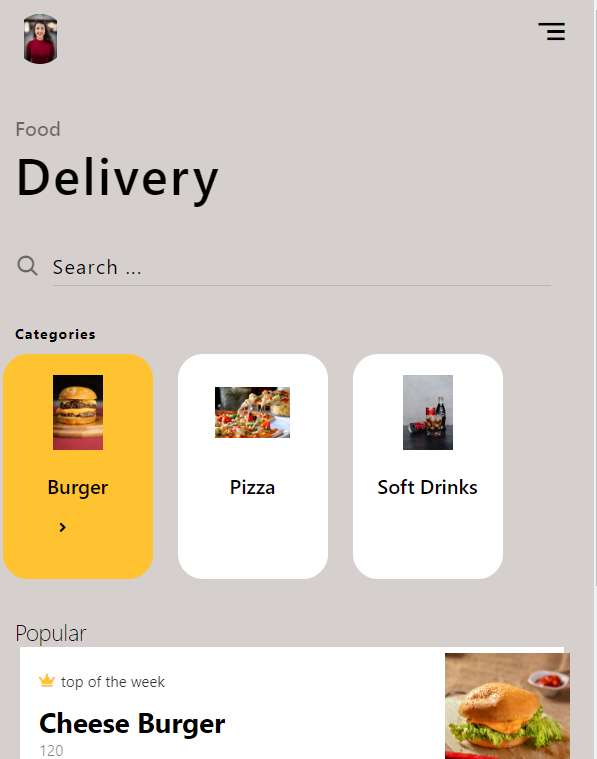 Food
Delivery
Search ...
Categories
Burger
Pizza
Soft Drinks
Popular
top of the week
Cheese Burger
120